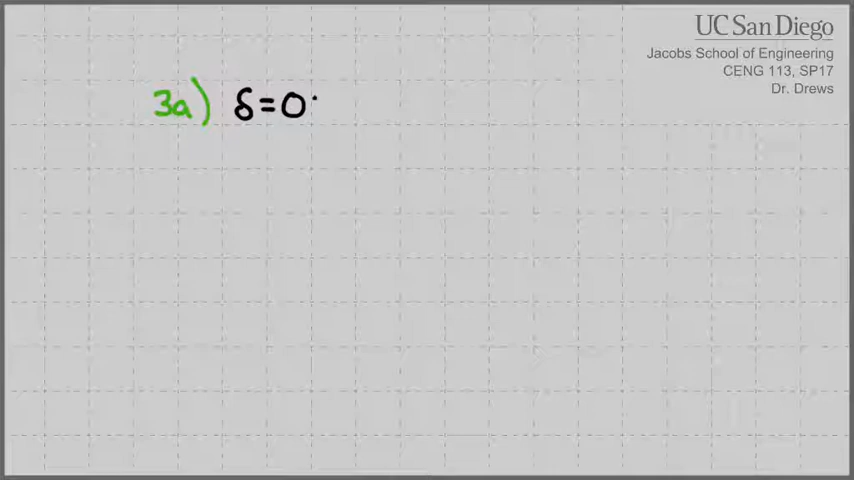 UC San Diego
Jacobs School of Engineering
CENG 113, SP17
Dr. Drews
3a) δ=0·